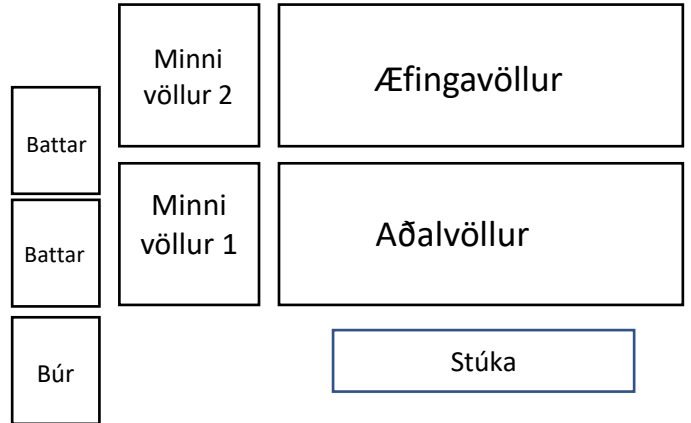 Minni
völlur 2
Æfingavöllur
Battar
Minni
völlur 1
Aðalvöllur
Battar
Búr
Stúka